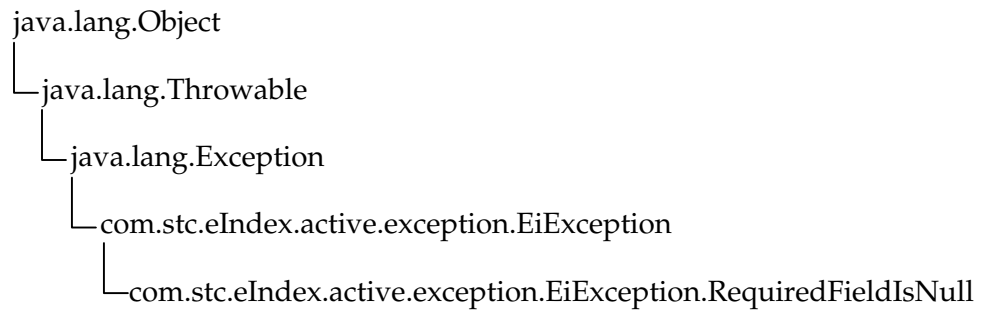 java.lang.Object
java.lang.Throwable
java.lang.Exception
com.stc.eIndex.active.exception.EiException
com.stc.eIndex.active.exception.EiException.RequiredFieldIsNull